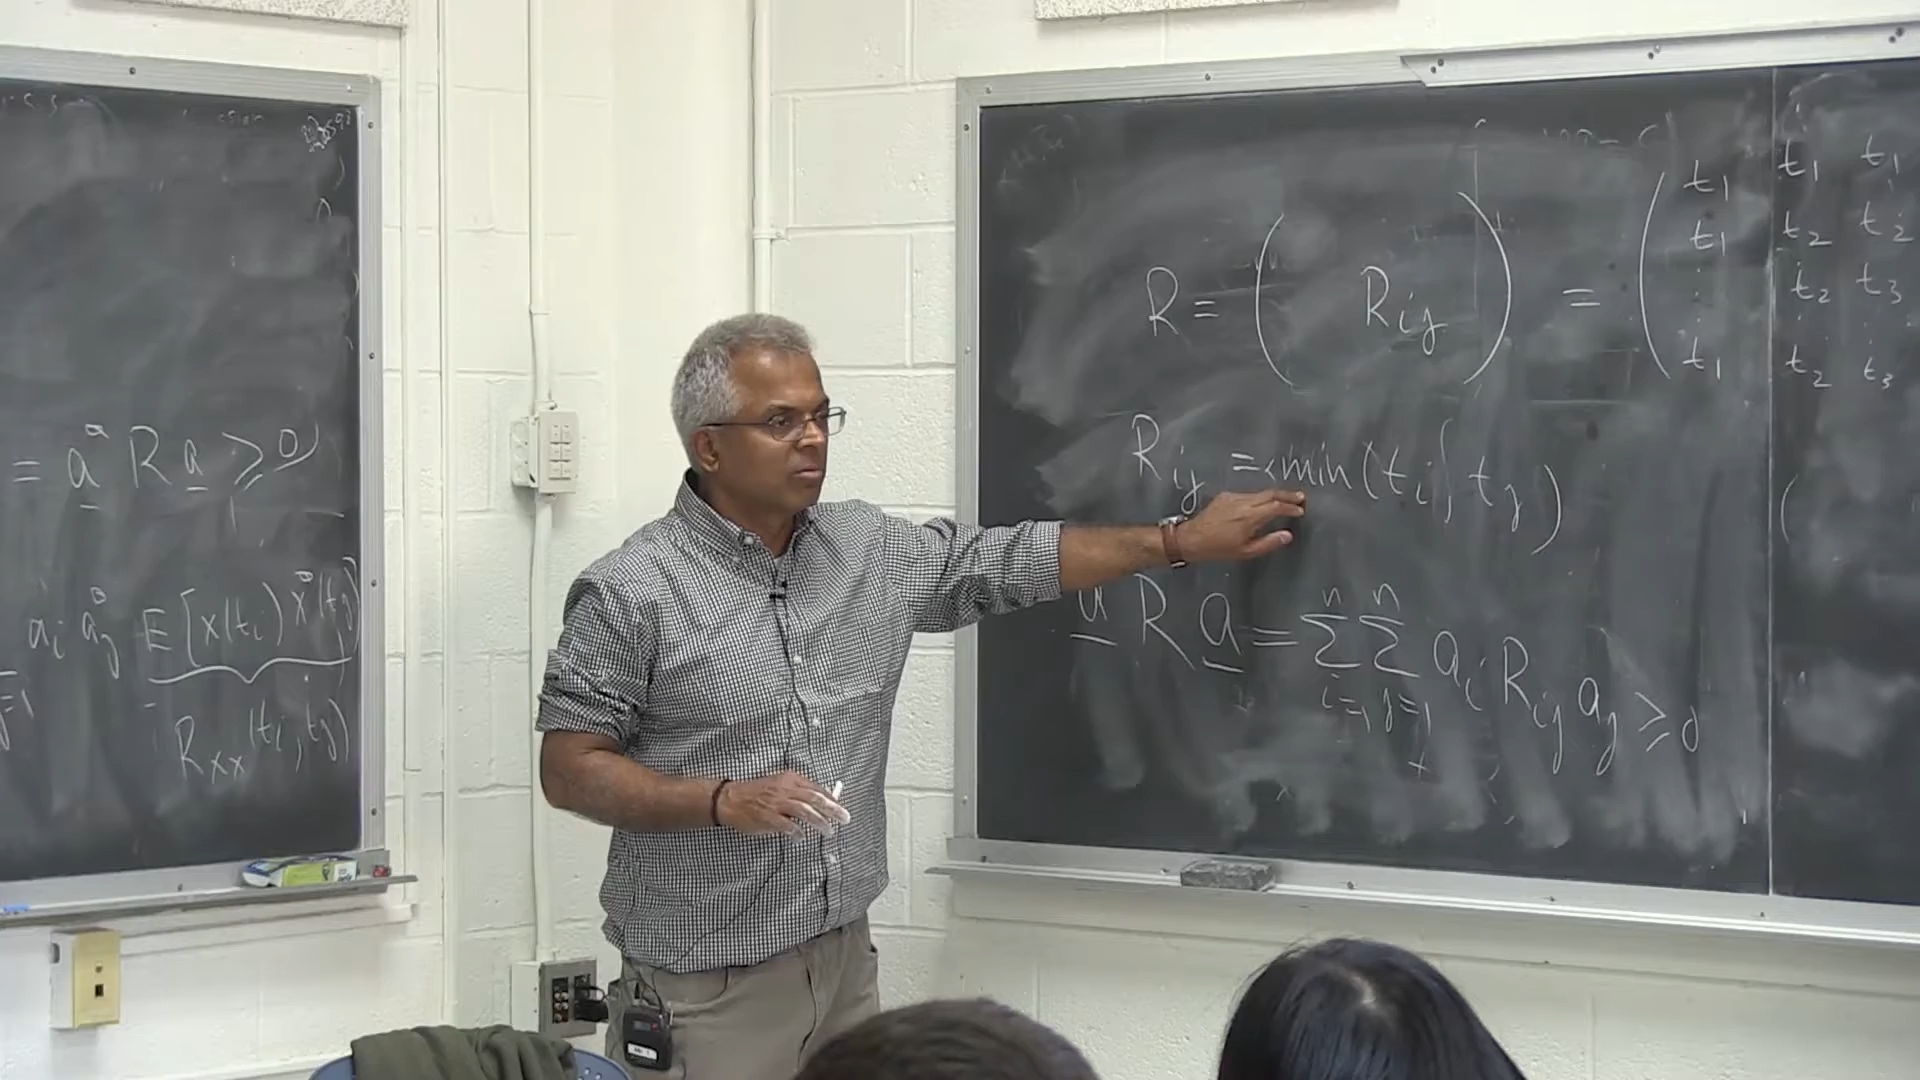 = a* R a ≥ 0
a_i a_j* E[x(t_i) x*(t_j)]
j=1
R_xx(t_i, t_j)
R = ( R_ij ) = ( t_1 t_1 t_1
t_1 t_2 t_2
⋮ t_2 t_3
t_1 t_2 t_3
R_ij = α min(t_i, t_j)
a R a = Σ_{i=1}^{n} Σ_{j=1}^{n} a_i R_ij a_j ≥ 0